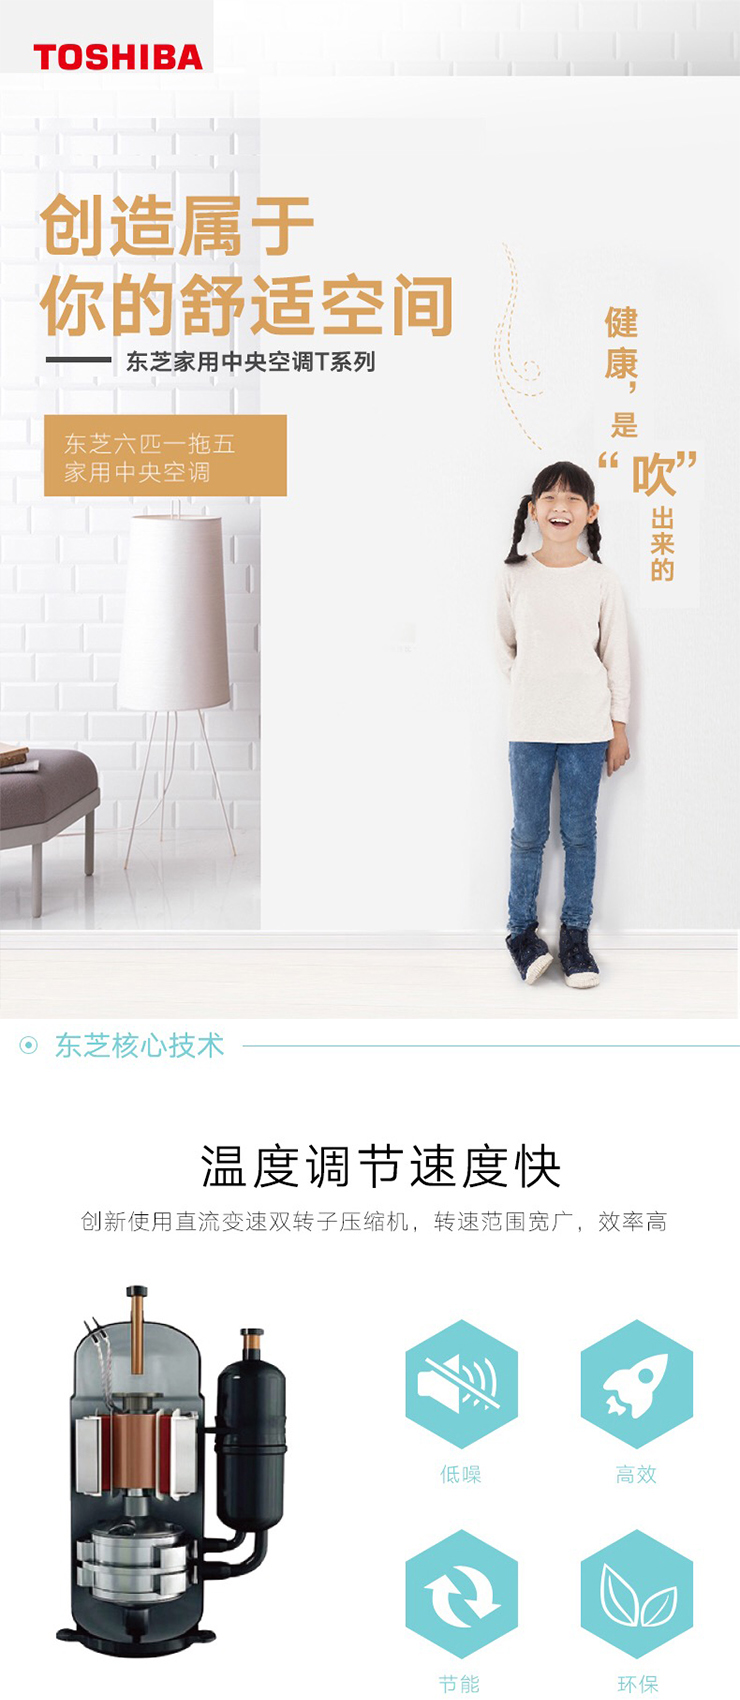 TOSHIBA
创造属于
你的舒适空间
东芝家用中央空调T系列
东芝六匹一拖五
家用中央空调
健康，是
“吹”
出来的
东芝核心技术
温度调节速度快
创新使用直流变速双转子压缩机，转速范围宽广，效率高
低噪
高效
节能
环保